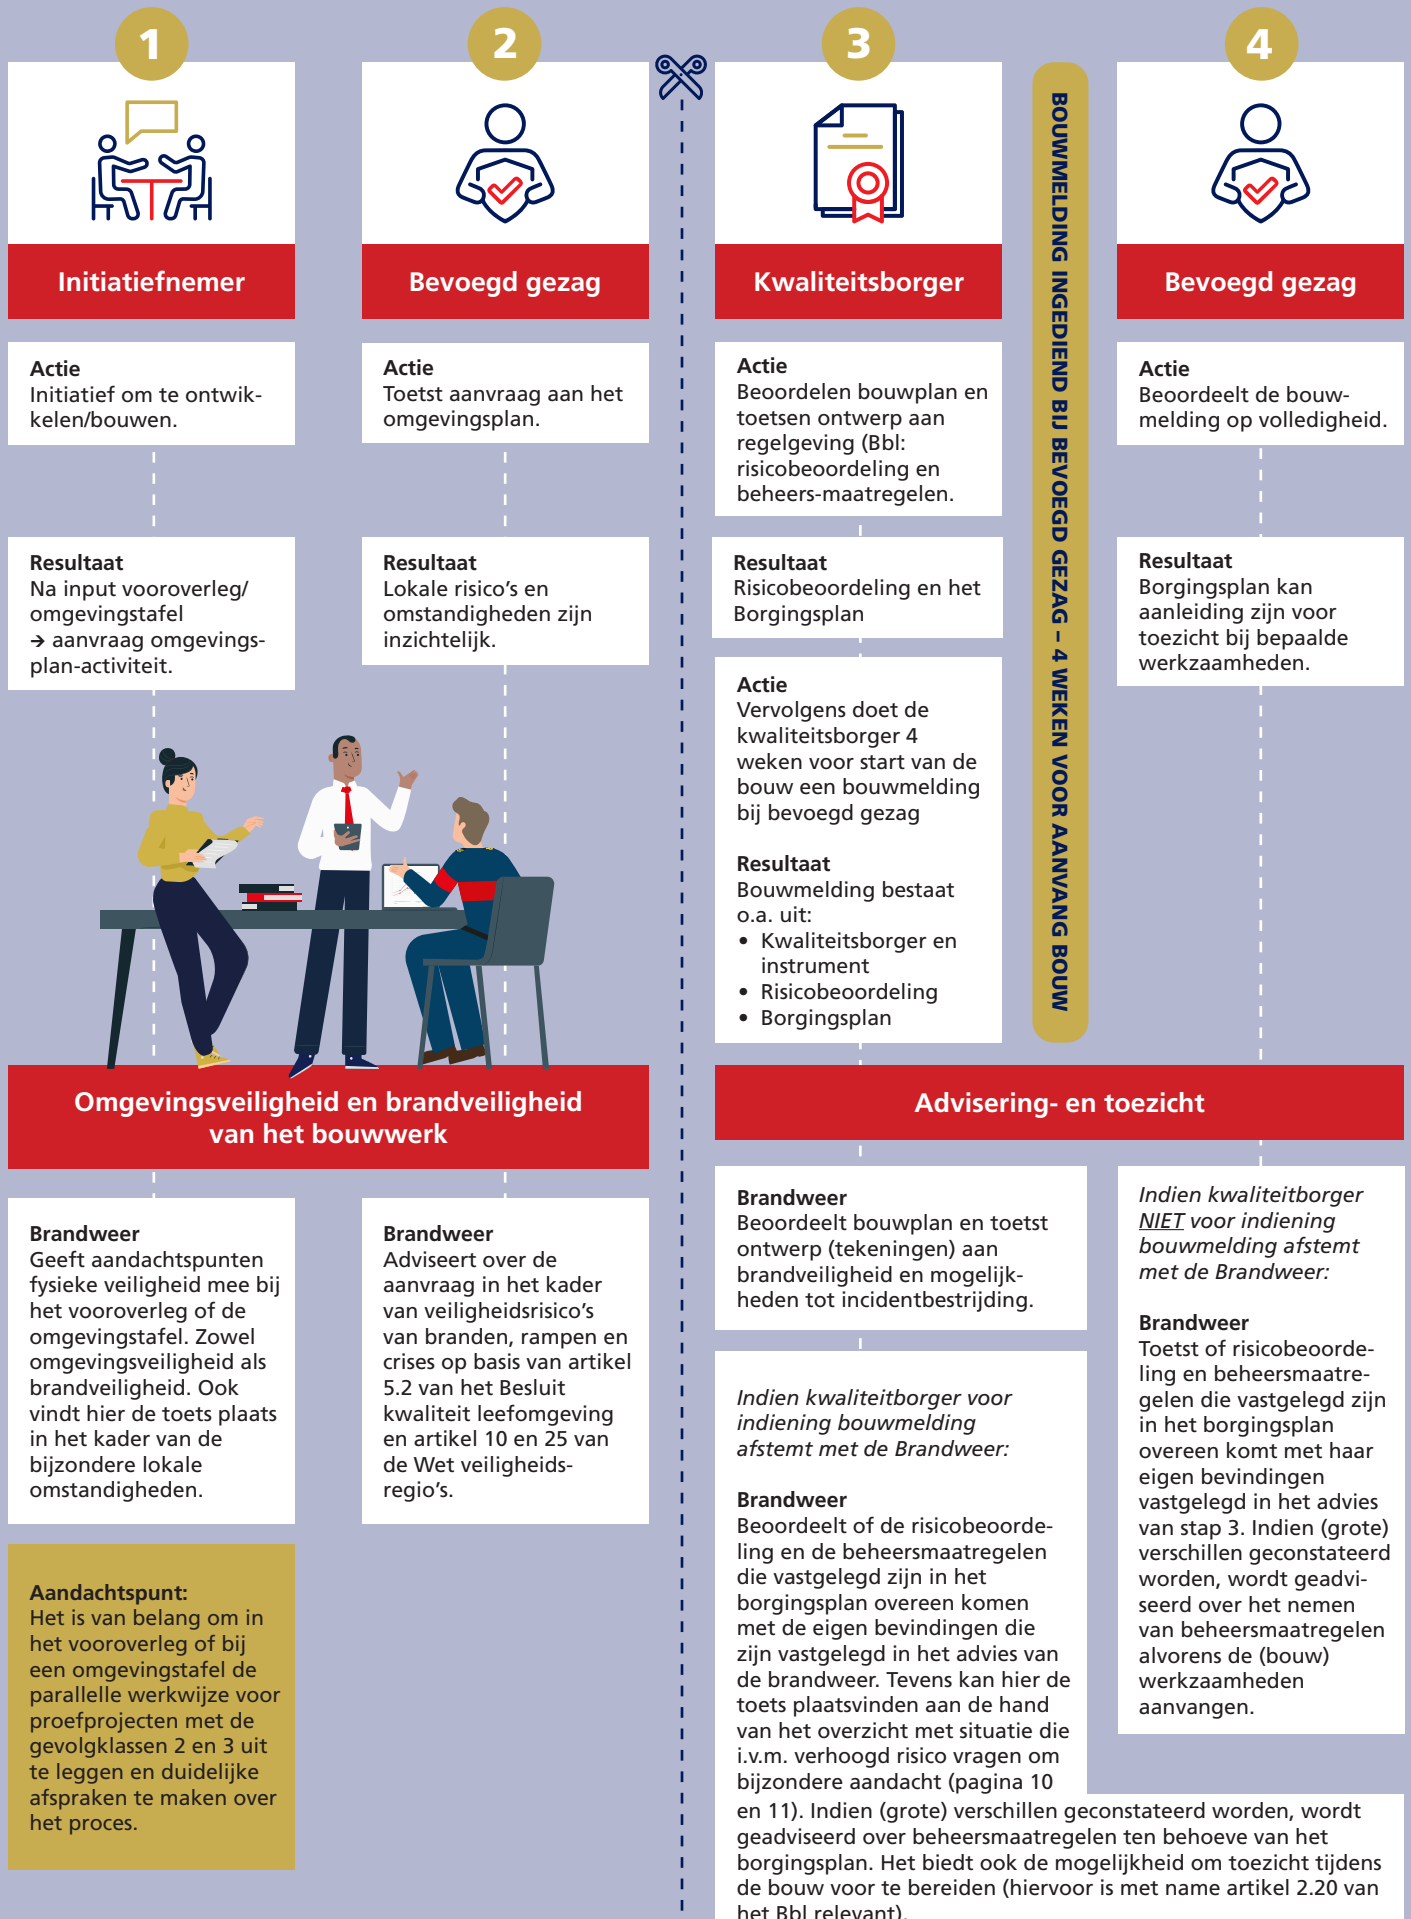 1
Initiatiefnemer
Actie
Initiatief om te ontwik-
kelen/bouwen.
Resultaat
Na input vooroverleg/
omgevingstafel
→ aanvraag omgevings-
plan-activiteit.
2
Bevoegd gezag
Actie
Toetst aanvraag aan het
omgevingsplan.
Resultaat
Lokale risico’s en
omstandigheden zijn
inzichtelijk.
Omgevingsveiligheid en brandveiligheid
van het bouwwerk
Brandweer
Geeft aandachtspunten
fysieke veiligheid mee bij
het vooroverleg of de
omgevingstafel. Zowel
omgevingsveiligheid als
brandveiligheid. Ook
vindt hier de toets plaats
in het kader van de
bijzondere lokale
omstandigheden.
Aandachtspunt:
Het is van belang om in
het vooroverleg of bij
een omgevingstafel de
parallelle werkwijze voor
proefprojecten met de
gevolgklassen 2 en 3 uit
te leggen en duidelijke
afspraken te maken over
het proces.
Brandweer
Adviseert over de
aanvraag in het kader
van veiligheidsrisico’s
van branden, rampen en
crises op basis van artikel
5.2 van het Besluit
kwaliteit leefomgeving
en artikel 10 en 25 van
de Wet veiligheids-
regio’s.
3
Kwaliteitsborger
Actie
Beoordelen bouwplan en
toetsen ontwerp aan
regelgeving (Bbl:
risicobeoordeling en
beheers-maatregelen.
Resultaat
Risicobeoordeling en het
Borgingsplan
Actie
Vervolgens doet de
kwaliteitsborger 4
weken voor start van de
bouw een bouwmelding
bij bevoegd gezag
Resultaat
Bouwmelding bestaat
o.a. uit:
• Kwaliteitsborger en
instrument
• Risicobeoordeling
• Borgingsplan
BOUWMELDING INGEDIEND BIJ BEVOEGD GEZAG – 4 WEKEN VOOR AANVANG BOUW
4
Bevoegd gezag
Actie
Beoordeelt de bouw-
melding op volledigheid.
Resultaat
Borgingsplan kan
aanleiding zijn voor
toezicht bij bepaalde
werkzaamheden.
Advisering- en toezicht
Brandweer
Beoordeelt bouwplan en toetst
ontwerp (tekeningen) aan
brandveiligheid en mogelijk-
heden tot incidentbestrijding.
Indien kwaliteitborger voor
indiening bouwmelding
afstemt met de Brandweer:
Brandweer
Beoordeelt of de risicobeoorde-
ling en de beheersmaatregelen
die vastgelegd zijn in het
borgingsplan overeen komen
met de eigen bevindingen die
zijn vastgelegd in het advies van
de brandweer. Tevens kan hier de
toets plaatsvinden aan de hand
van het overzicht met situatie die
i.v.m. verhoogd risico vragen om
bijzondere aandacht (pagina 10
en 11). Indien (grote) verschillen geconstateerd worden, wordt
geadviseerd over beheersmaatregelen ten behoeve van het
borgingsplan. Het biedt ook de mogelijkheid om toezicht tijdens
de bouw voor te bereiden (hiervoor is met name artikel 2.20 van
het Bbl relevant).
Indien kwaliteitborger
NIET voor indiening
bouwmelding afstemt
met de Brandweer:
Brandweer
Toetst of risicobeoorde-
ling en beheersmaatre-
gelen die vastgelegd zijn
in het borgingsplan
overeen komt met haar
eigen bevindingen
vastgelegd in het advies
van stap 3. Indien (grote)
verschillen geconstateerd
worden, wordt geadvi-
seerd over het nemen
van beheersmaatregelen
alvorens de (bouw)
werkzaamheden
aanvangen.